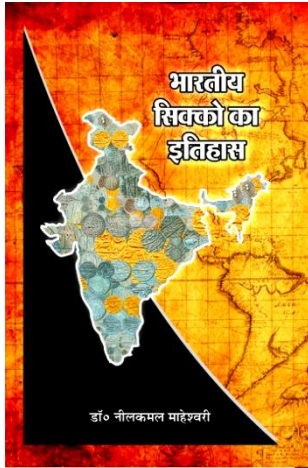 भारतीय
सिक्को का
इतिहास
डॉ० नीलकमल माहेश्वरी